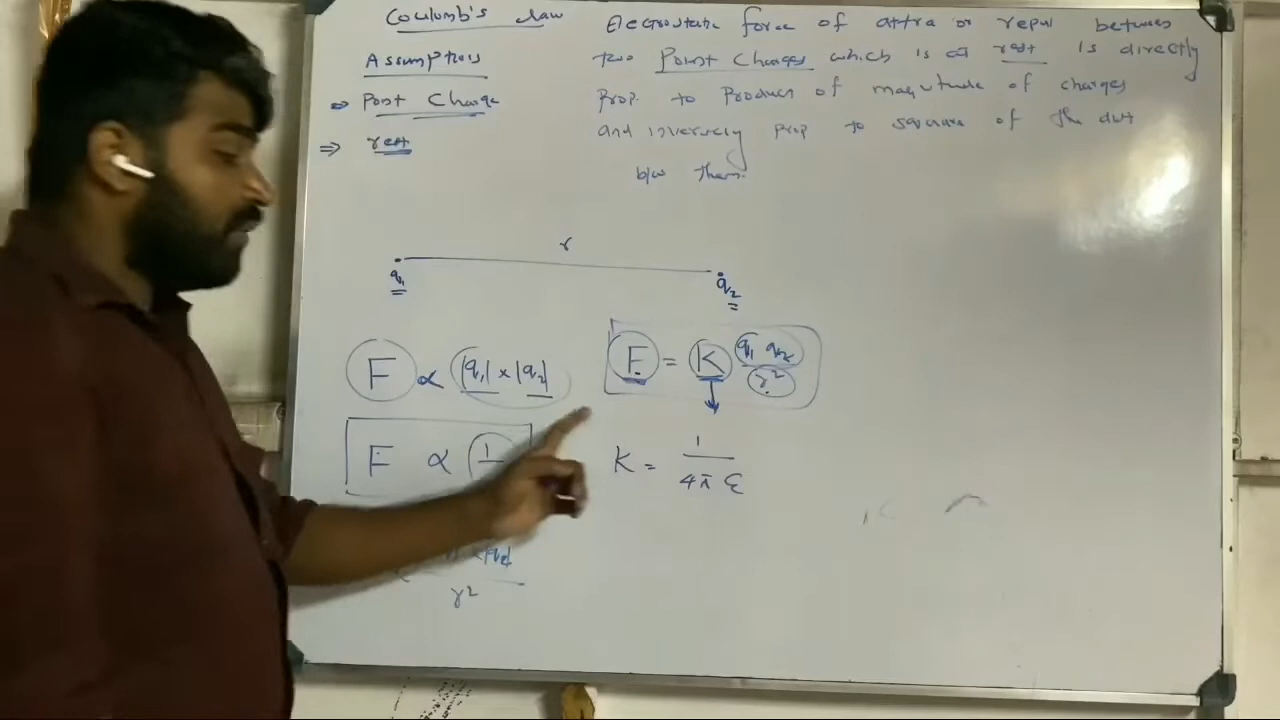 Coulomb's law
Electrostatic force of attra or repul between
two Point Charges which is at rest is directly
prop. to Product of magnitude of charges
and inversely prop to square of the dist
b/w them.
Assumptions
⇒ Point Charge
⇒ rest
r
q₁
q₂
F ∝ |q₁| × |q₂|
F = K q₁ q₂ / r²
F ∝ 1
K = 1 / 4π ε
r²